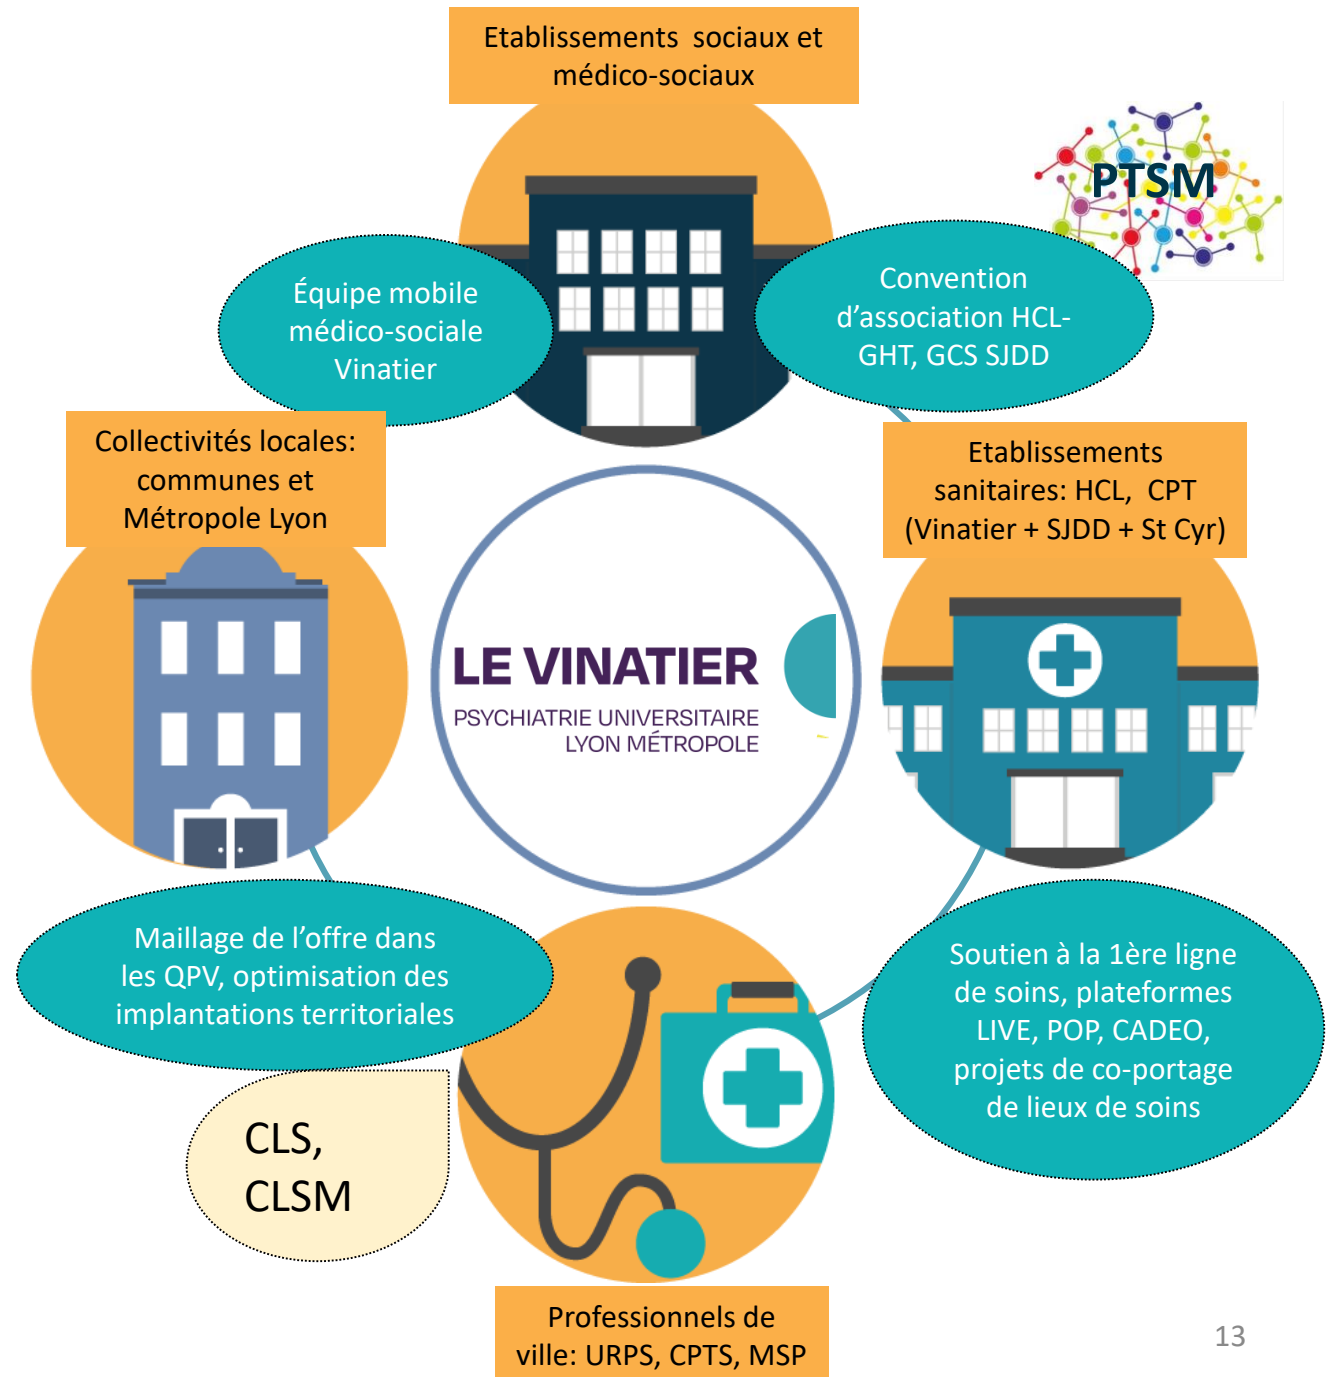 Etablissements sociaux et
médico-sociaux
PTSM
Équipe mobile
médico-sociale
Vinatier
Convention
d’association HCL-
GHT, GCS SJDD
Collectivités locales:
communes et
Métropole Lyon
Etablissements
sanitaires: HCL, CPT
(Vinatier + SJDD + St Cyr)
LE VINATIER
PSYCHIATRIE UNIVERSITAIRE
LYON MÉTROPOLE
Maillage de l’offre dans
les QPV, optimisation des
implantations territoriales
Soutien à la 1ère ligne
de soins, plateformes
LIVE, POP, CADEO,
projets de co-portage
de lieux de soins
CLS,
CLSM
Professionnels de
ville: URPS, CPTS, MSP
13